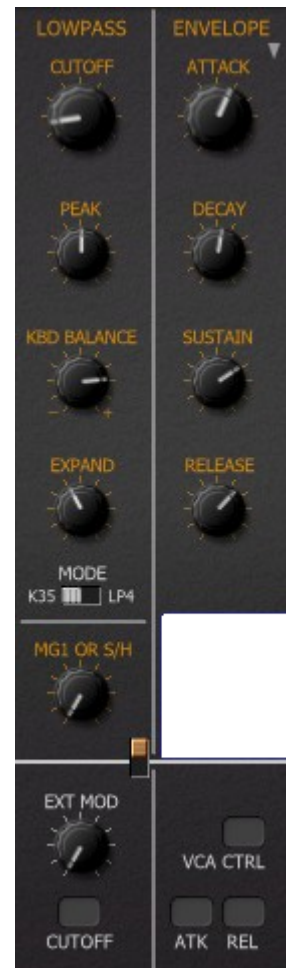 LOWPASS
CUTOFF
PEAK
KBD BALANCE
- +
EXPAND
MODE
K35 LP4
MG1 OR S/H
EXT MOD
CUTOFF
ENVELOPE
ATTACK
DECAY
SUSTAIN
RELEASE
VCA CTRL
ATK REL